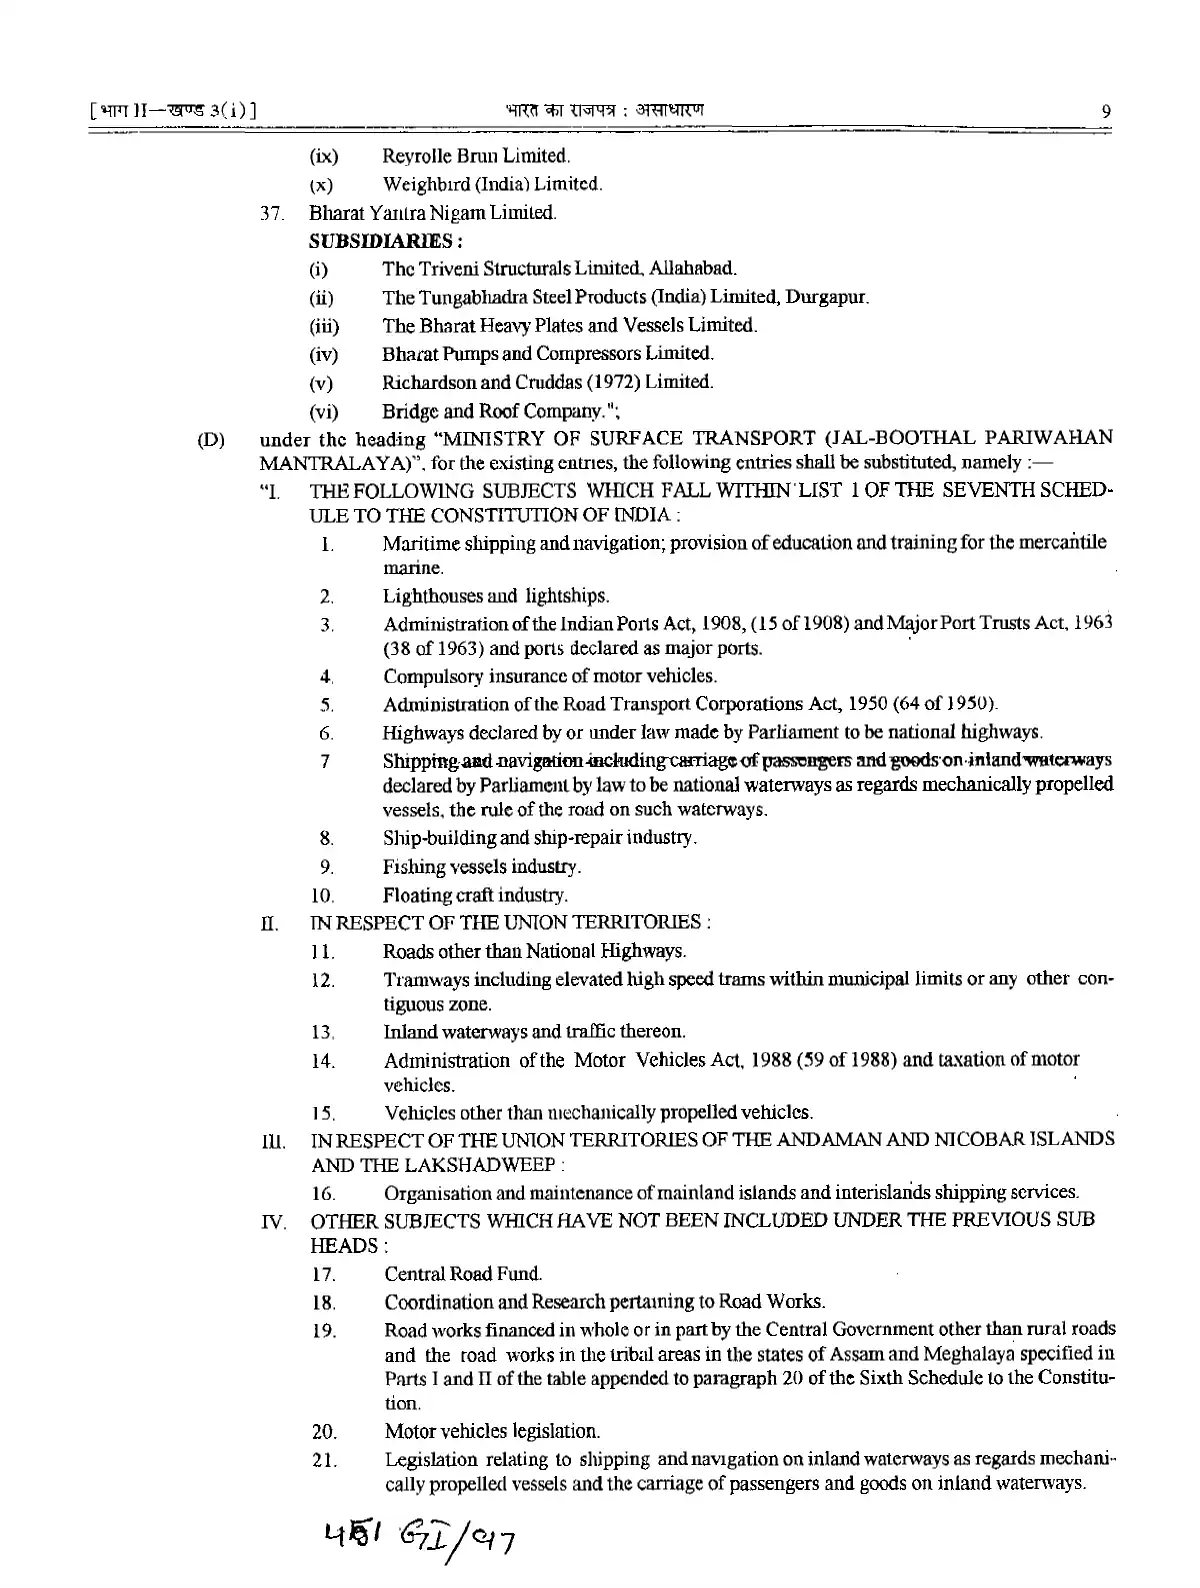 [ भाग II—खण्ड 3(i) ] भारत का राजपत्र : असाधारण 9
(ix) Reyrolle Brun Limited.
(x) Weighbird (India) Limited.
37. Bharat Yantra Nigam Limited.
SUBSIDIARIES :
(i) The Triveni Structurals Limited, Allahabad.
(ii) The Tungabhadra Steel Products (India) Limited, Durgapur.
(iii) The Bharat Heavy Plates and Vessels Limited.
(iv) Bharat Pumps and Compressors Limited.
(v) Richardson and Cruddas (1972) Limited.
(vi) Bridge and Roof Company.";
(D) under the heading “MINISTRY OF SURFACE TRANSPORT (JAL-BOOTHAL PARIWAHAN
MANTRALAYA)”, for the existing entries, the following entries shall be substituted, namely :—
“I. THE FOLLOWING SUBJECTS WHICH FALL WITHIN LIST 1 OF THE SEVENTH SCHED-
ULE TO THE CONSTITUTION OF INDIA :
1. Maritime shipping and navigation; provision of education and training for the mercantile
marine.
2. Lighthouses and lightships.
3. Administration of the Indian Ports Act, 1908, (15 of 1908) and Major Port Trusts Act, 1963
(38 of 1963) and ports declared as major ports.
4. Compulsory insurance of motor vehicles.
5. Administration of the Road Transport Corporations Act, 1950 (64 of 1950).
6. Highways declared by or under law made by Parliament to be national highways.
7 Shipping and navigation including carriage of passengers and goods on inland waterways
declared by Parliament by law to be national waterways as regards mechanically propelled
vessels, the rule of the road on such waterways.
8. Ship-building and ship-repair industry.
9. Fishing vessels industry.
10. Floating craft industry.
II. IN RESPECT OF THE UNION TERRITORIES :
11. Roads other than National Highways.
12. Tramways including elevated high speed trams within municipal limits or any other con-
tiguous zone.
13. Inland waterways and traffic thereon.
14. Administration of the Motor Vehicles Act, 1988 (59 of 1988) and taxation of motor
vehicles.
15. Vehicles other than mechanically propelled vehicles.
III. IN RESPECT OF THE UNION TERRITORIES OF THE ANDAMAN AND NICOBAR ISLANDS
AND THE LAKSHADWEEP :
16. Organisation and maintenance of mainland islands and interislands shipping services.
IV. OTHER SUBJECTS WHICH HAVE NOT BEEN INCLUDED UNDER THE PREVIOUS SUB
HEADS :
17. Central Road Fund.
18. Coordination and Research pertaining to Road Works.
19. Road works financed in whole or in part by the Central Government other than rural roads
and the road works in the tribal areas in the states of Assam and Meghalaya specified in
Parts I and II of the table appended to paragraph 20 of the Sixth Schedule to the Constitu-
tion.
20. Motor vehicles legislation.
21. Legislation relating to shipping and navigation on inland waterways as regards mechani-
cally propelled vessels and the carriage of passengers and goods on inland waterways.
GI/97